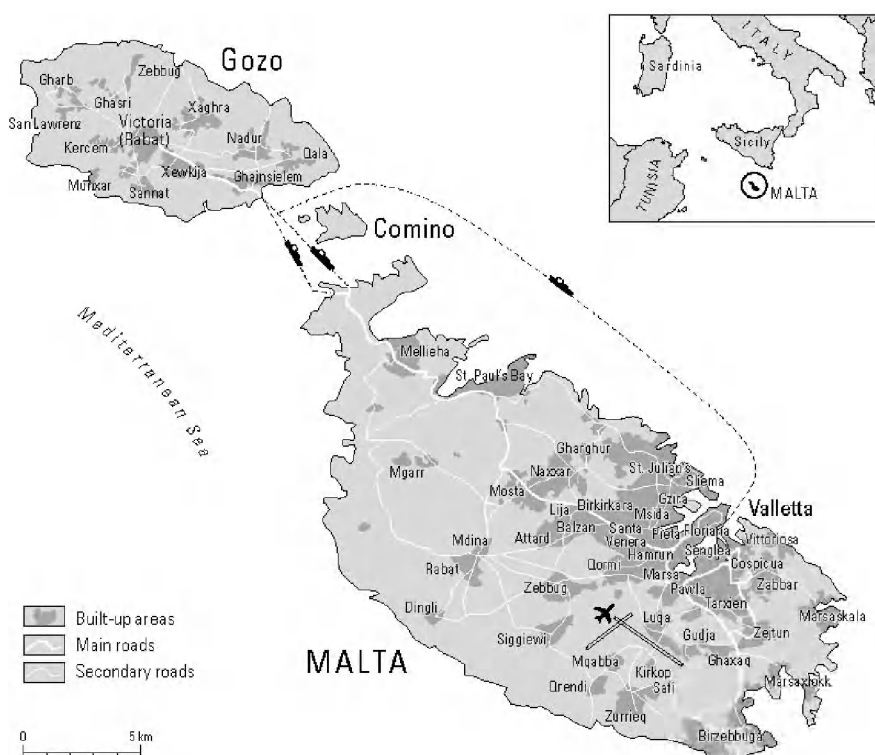 Gozo
Zebbug
Gharb
Ghasri
Xaghra
San Lawrenz
Victoria
(Rabat)
Kercem
Nadur
Qala
Xewkija
Ghajnsielem
Munxar
Sannat
Comino
ITALY
Sardinia
Sicily
TUNISIA
MALTA
Mediterranean Sea
Mellieha
St. Paul's Bay
Gharghur
St. Julian's
Mgarr
Naxxar
Sliema
Mosta
Gzira
Birkirkara
Lija
Msida
Valletta
Balzan
Santa
Venera
Pieta
Floriana
Attard
Vittoriosa
Mdina
Hamrun
Senglea
Cospicua
Rabat
Qormi
Marsa
Zabbar
Zebbug
Pawla
Tarxien
Dingli
Luqa
Marsaskala
Siggiewi
Gudja
Zejtun
MALTA
Mqabba
Ghaxaq
Kirkop
Safi
Qrendi
Marsaxlokk
Zurrieq
Birzebbuga
Built-up areas
Main roads
Secondary roads
0 5 km